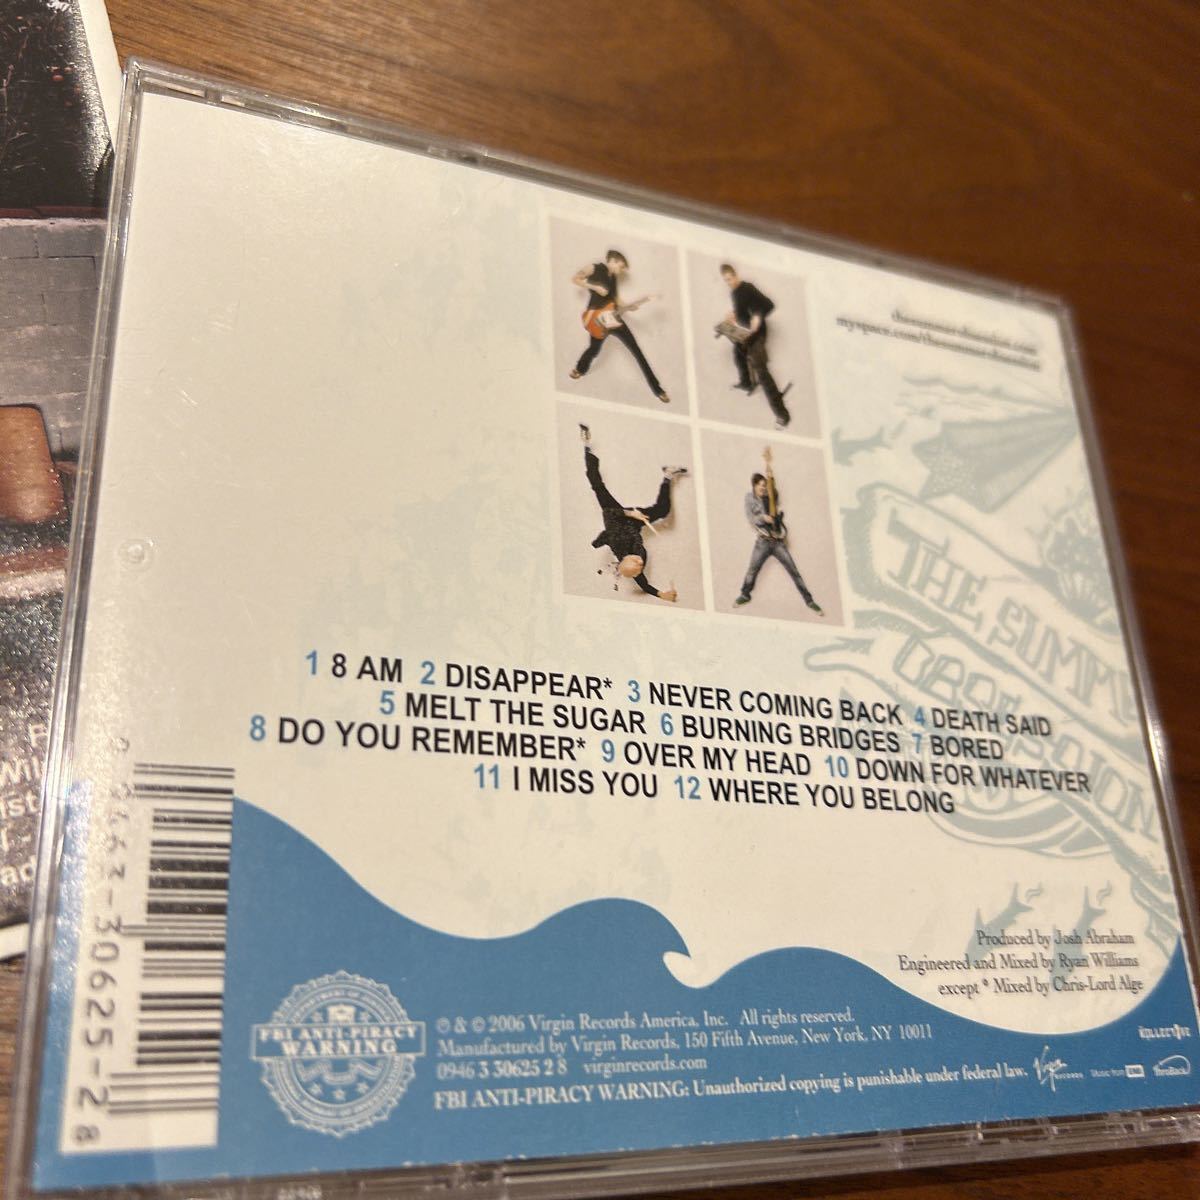 1 8 AM 2 DISAPPEAR* 3 NEVER COMING BACK 4 DEATH SAID
5 MELT THE SUGAR 6 BURNING BRIDGES 7 BORED
8 DO YOU REMEMBER* 9 OVER MY HEAD 10 DOWN FOR WHATEVER
11 I MISS YOU 12 WHERE YOU BELONG
THE
Produced by Josh Abraham
Engineered and Mixed by Ryan Williams
except * Mixed by Chris-Lord Alge
FBI ANTI-PIRACY
WARNING
℗ & © 2006 Virgin Records America, Inc. All rights reserved.
Manufactured by Virgin Records, 150 Fifth Avenue, New York, NY 10011
0946 3 30625 2 8 virginrecords.com
FBI ANTI-PIRACY WARNING: Unauthorized copying is punishable under federal law.
Virgin
RECORDS
Music from EMI